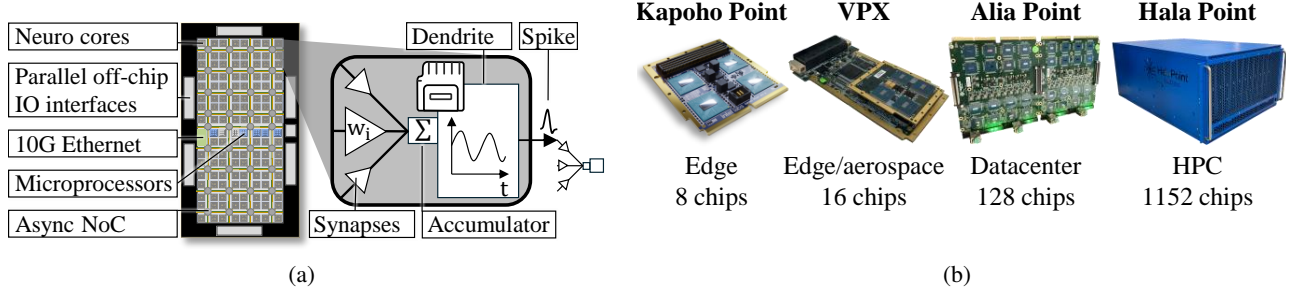 Neuro cores
Parallel off-chip
IO interfaces
10G Ethernet
Microprocessors
Async NoC
Dendrite
Spike
w_i
Σ
t
Synapses
Accumulator
(a)
Kapoho Point
VPX
Alia Point
Hala Point
Edge
8 chips
Edge/aerospace
16 chips
Datacenter
128 chips
HPC
1152 chips
(b)